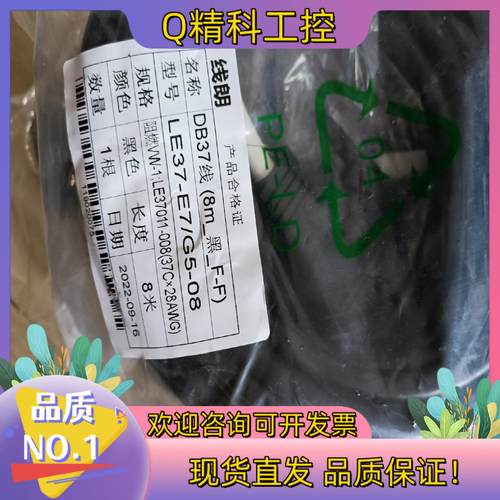 Q精科工控
线朗
产品合格证
名称 DB37线 (8m_黑_F-F)
型号 LE37-E7/G5-08
规格 阻燃VW-1;LE37011-008(37C×28AWG)
颜色 黑色 长度 8米
数量 1根 日期 2022-09-16
04
PE-LD
品质
NO.1
欢迎咨询可开发票
现货直发 品质保证!